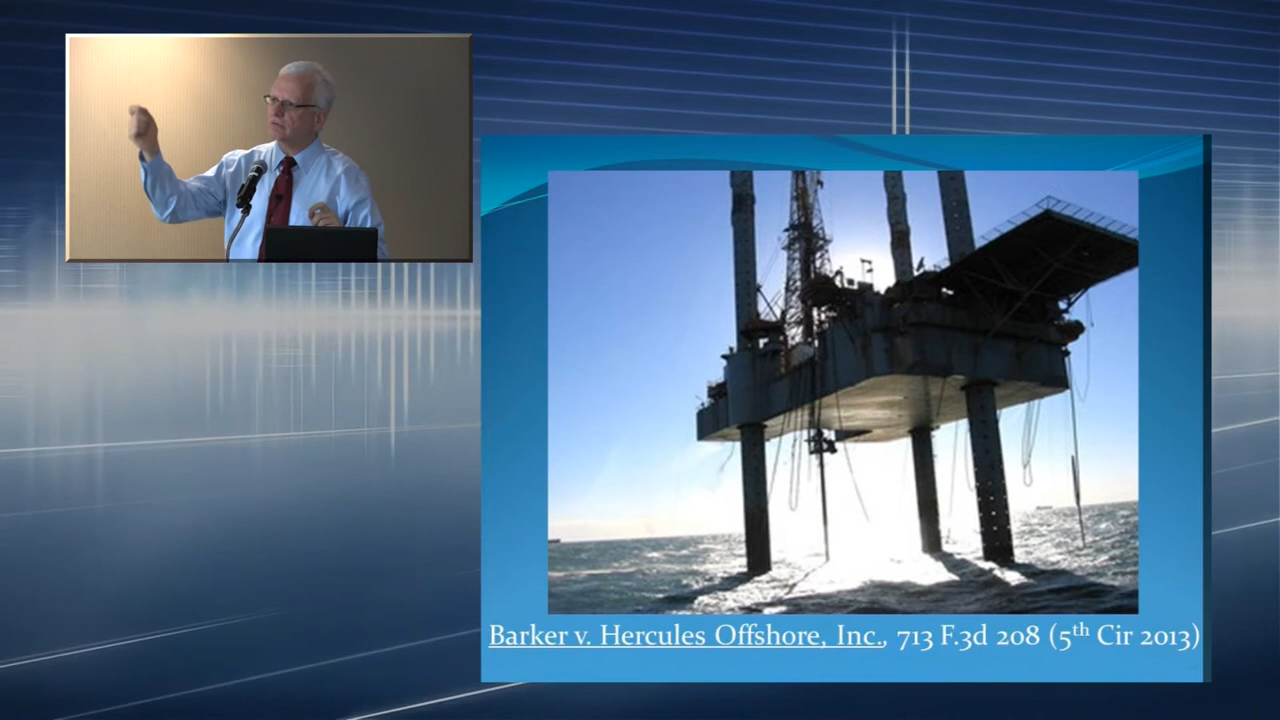 Barker v. Hercules Offshore, Inc., 713 F.3d 208 (5th Cir 2013)